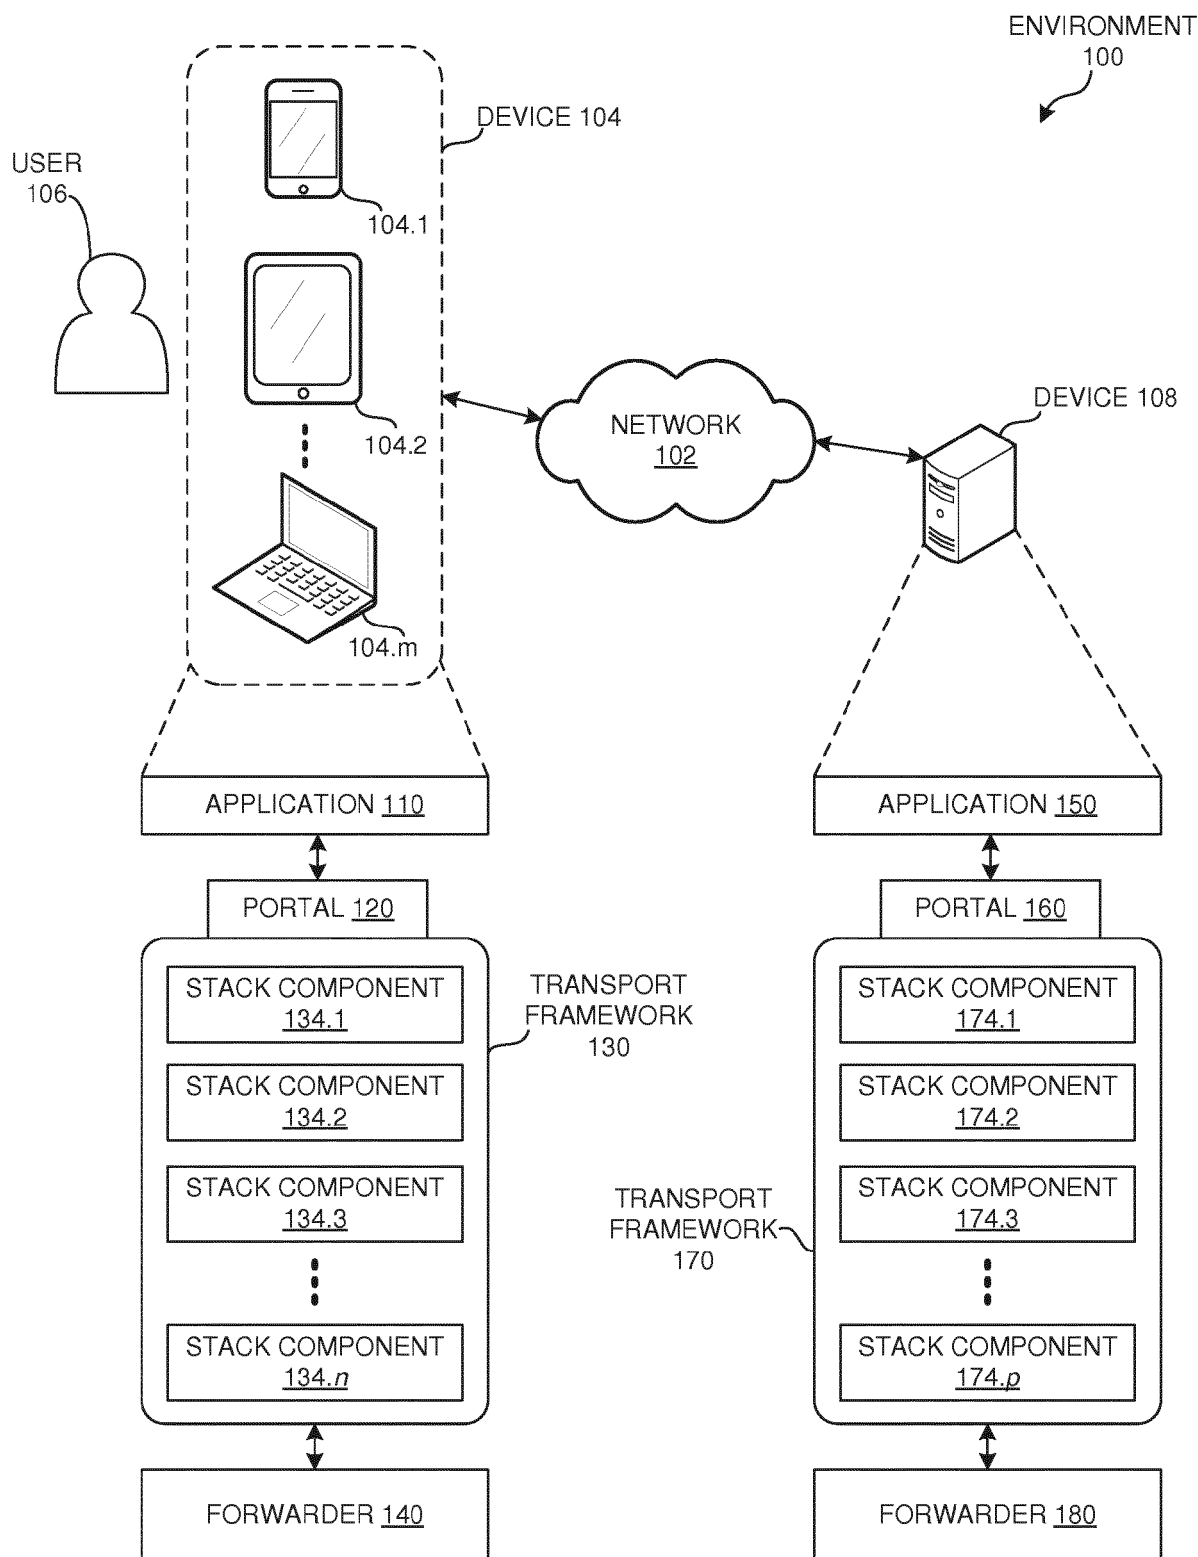 ENVIRONMENT
100
DEVICE 104
USER
106
104.1
104.2
104.m
NETWORK
102
DEVICE 108
APPLICATION 110
PORTAL 120
STACK COMPONENT
134.1
STACK COMPONENT
134.2
STACK COMPONENT
134.3
STACK COMPONENT
134.n
TRANSPORT
FRAMEWORK
130
FORWARDER 140
APPLICATION 150
PORTAL 160
STACK COMPONENT
174.1
STACK COMPONENT
174.2
STACK COMPONENT
174.3
STACK COMPONENT
174.p
TRANSPORT
FRAMEWORK
170
FORWARDER 180